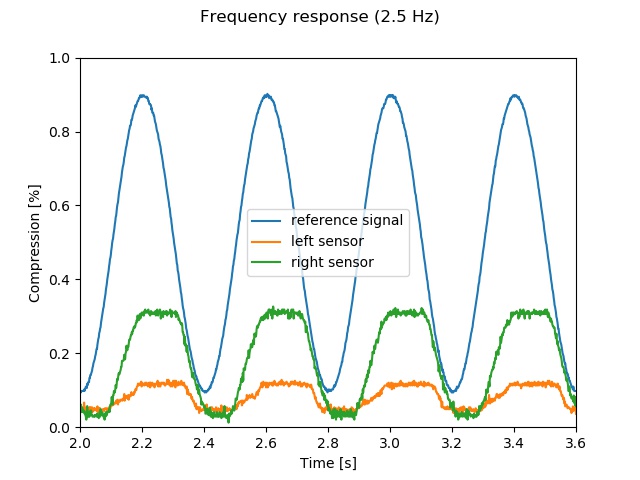 Frequency response (2.5 Hz)
1.0
0.8
0.6
0.4
0.2
0.0
Compression [%]
reference signal
left sensor
right sensor
2.0 2.2 2.4 2.6 2.8 3.0 3.2 3.4 3.6
Time [s]